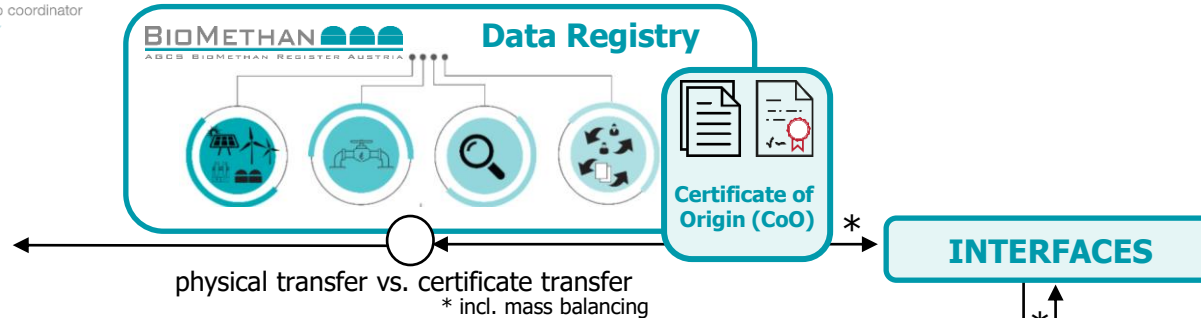 coordinator
BIOMETHAN
AGCS BIOMETHAN REGISTER AUSTRIA
Data Registry
Certificate of
Origin (CoO)
*
INTERFACES
physical transfer vs. certificate transfer
* incl. mass balancing
*